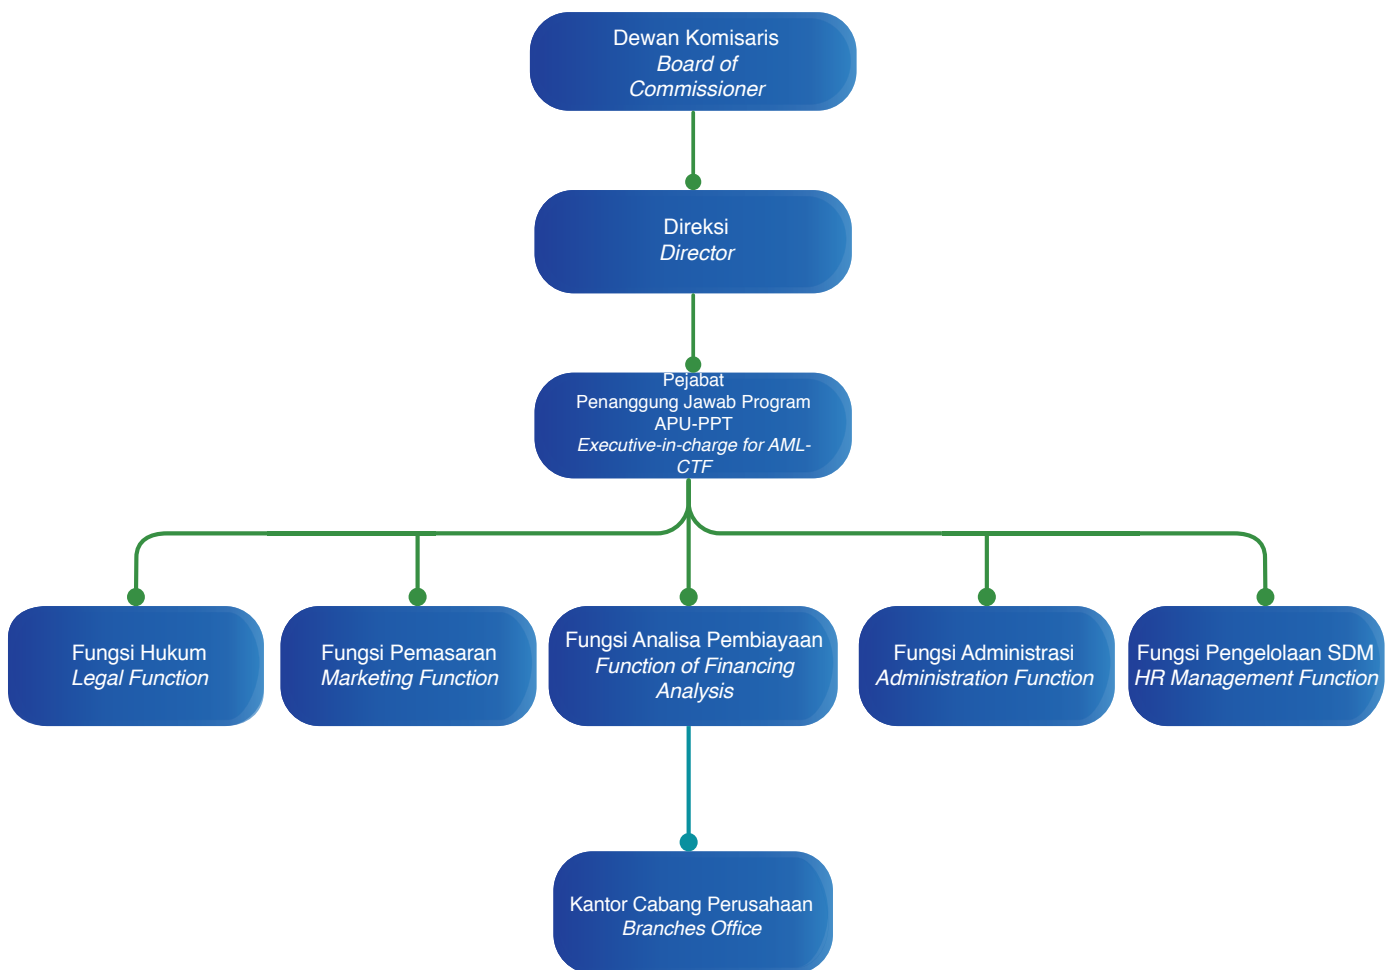 Dewan Komisaris
Board of
Commissioner
Direksi
Director
Pejabat
Penanggung Jawab Program
APU-PPT
Executive-in-charge for AML-
CTF
Fungsi Hukum
Legal Function
Fungsi Pemasaran
Marketing Function
Fungsi Analisa Pembiayaan
Function of Financing
Analysis
Fungsi Administrasi
Administration Function
Fungsi Pengelolaan SDM
HR Management Function
Kantor Cabang Perusahaan
Branches Office